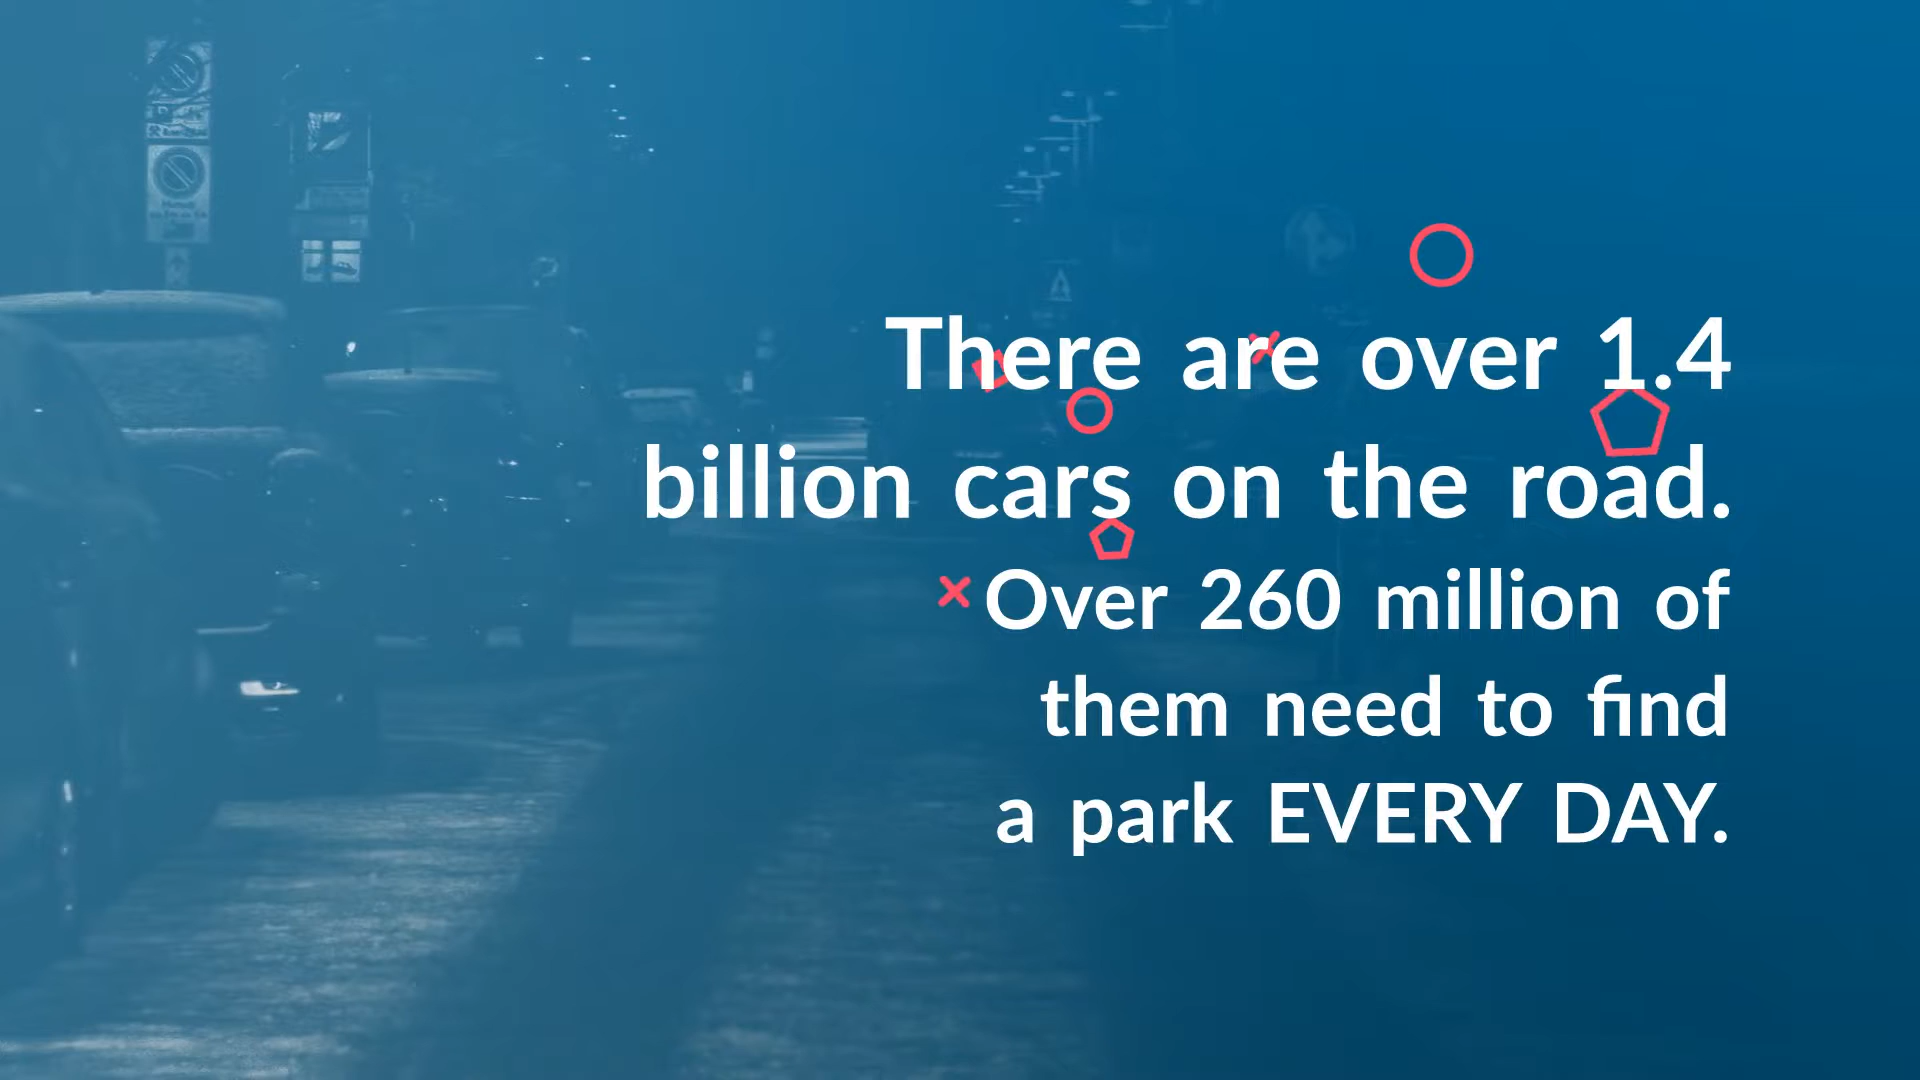 There are over 1.4
billion cars on the road.
Over 260 million of
them need to find
a park EVERY DAY.